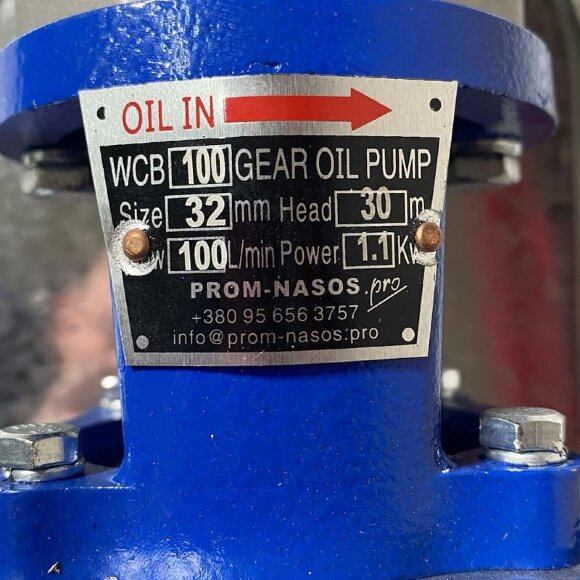 OIL IN
WCB 100 GEAR OIL PUMP
Size 32 mm Head 30 m
100 L/min Power 1.1
PROM-NASOS.pro
+380 95 656 3757
info@prom-nasos.pro